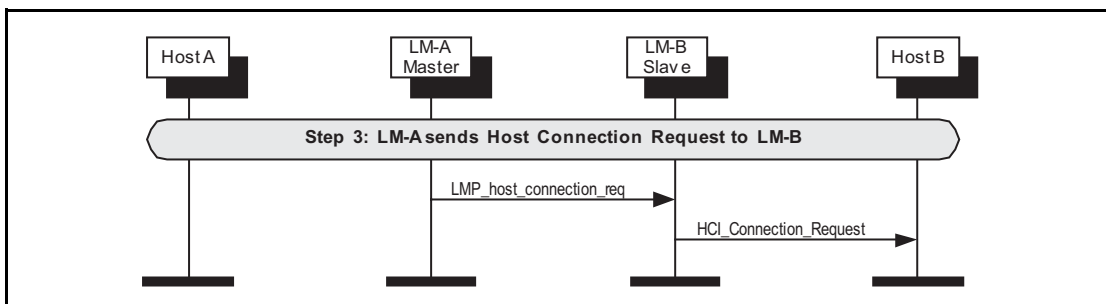 Host A
LM-A
Master
LM-B
Slave
Host B
Step 3: LM-A sends Host Connection Request to LM-B
LMP_host_connection_req
HCI_Connection_Request